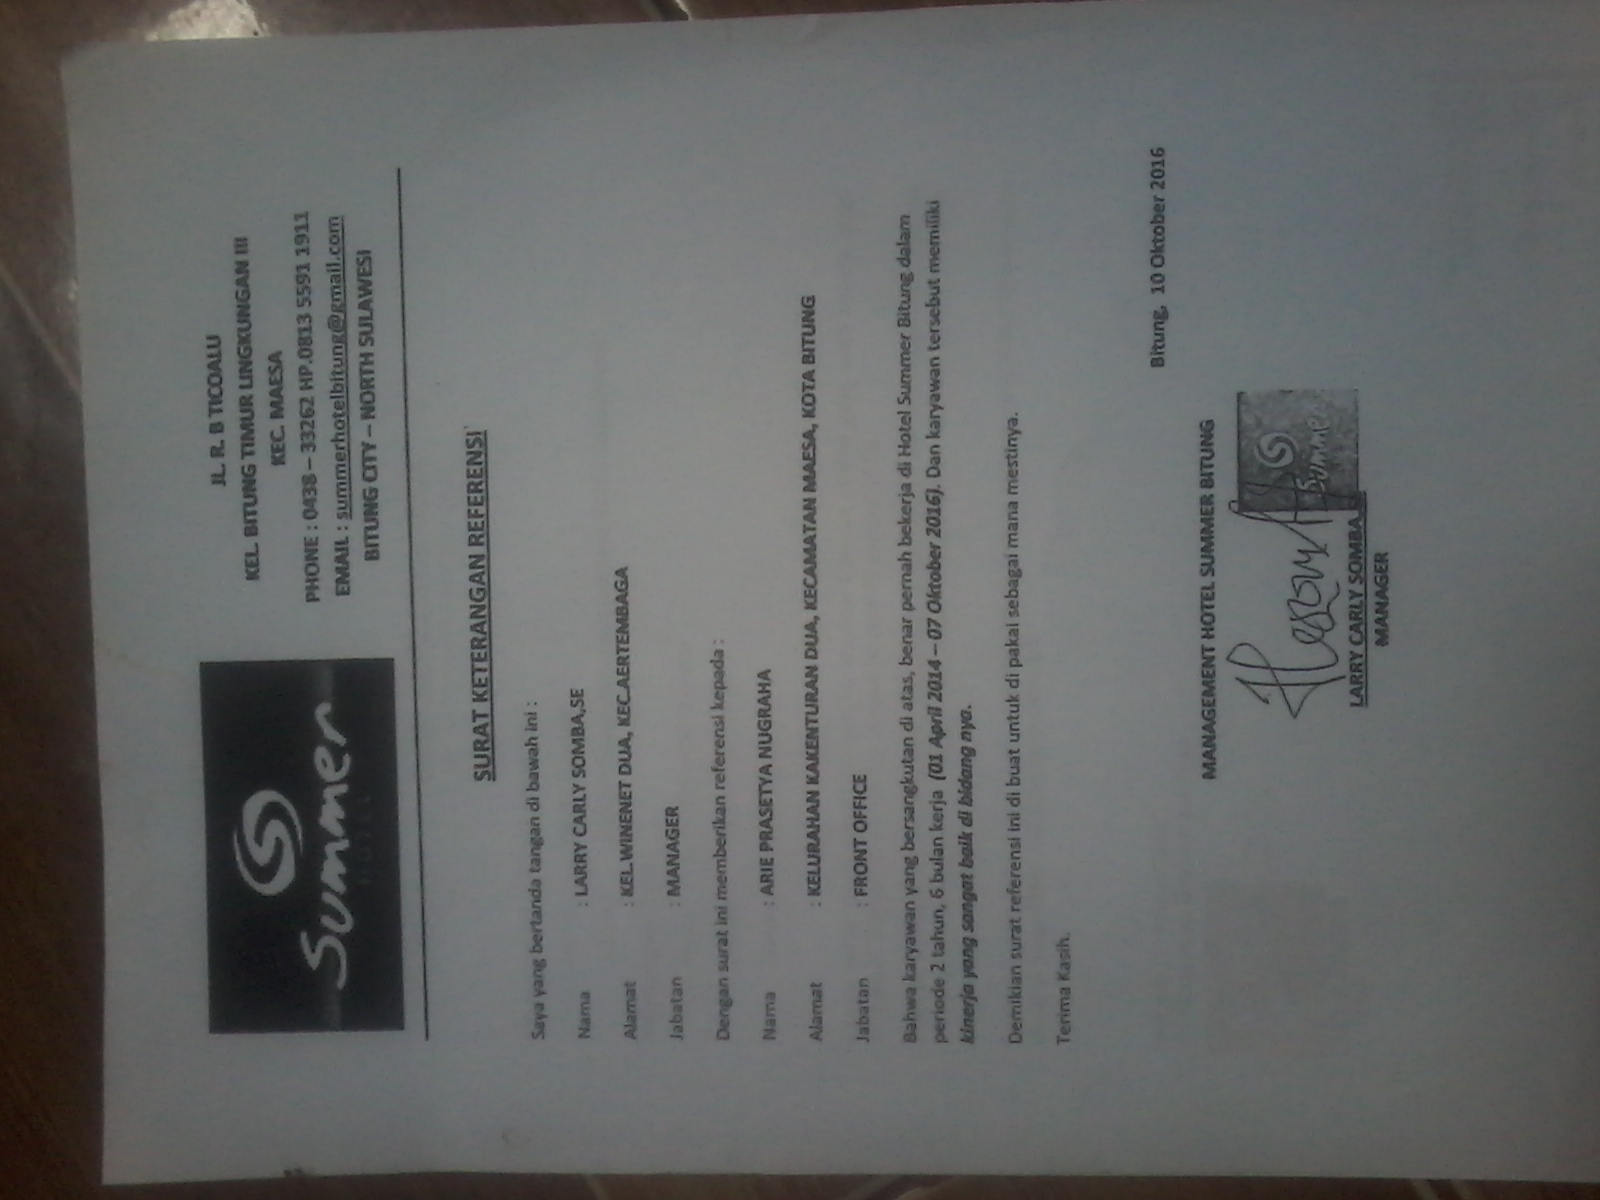 Summer
HOTEL
JL. R. B TICOALU
KEL. BITUNG TIMUR LINGKUNGAN III
KEC. MAESA
PHONE : 0438 – 33262 HP.0813 5591 1911
EMAIL : summerhotelbitung@gmail.com
BITUNG CITY – NORTH SULAWESI
SURAT KETERANGAN REFERENSI
Saya yang bertanda tangan di bawah ini :
Nama : LARRY CARLY SOMBA,SE
Alamat : KEL.WINENET DUA, KEC.AERTEMBAGA
Jabatan : MANAGER
Dengan surat ini memberikan referensi kepada :
Nama : ARIE PRASETYA NUGRAHA
Alamat : KELURAHAN KAKENTURAN DUA, KECAMATAN MAESA, KOTA BITUNG
Jabatan : FRONT OFFICE
Bahwa karyawan yang bersangkutan di atas, benar pernah bekerja di Hotel Summer Bitung dalam
periode 2 tahun, 6 bulan kerja (01 April 2014 – 07 Oktober 2016). Dan karyawan tersebut memiliki
kinerja yang sangat baik di bidang nya.
Demikian surat referensi ini di buat untuk di pakai sebagai mana mestinya.
Terima Kasih.
Bitung, 10 Oktober 2016
MANAGEMENT HOTEL SUMMER BITUNG
Summer
LARRY CARLY SOMBA,SE
MANAGER